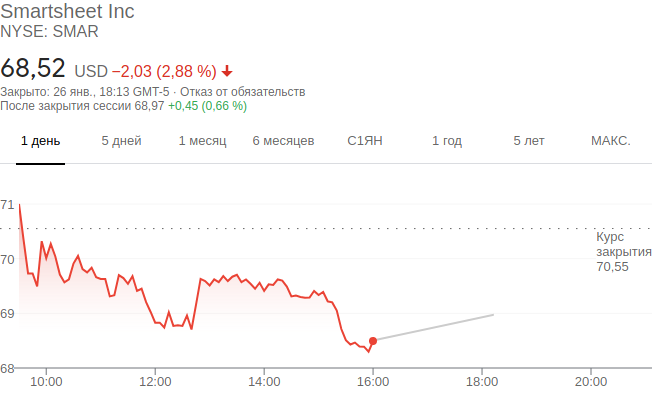 Smartsheet Inc
NYSE: SMAR
68,52 USD −2,03 (2,88 %)
Закрыто: 26 янв., 18:13 GMT-5 · Отказ от обязательств
После закрытия сессии 68,97 +0,45 (0,66 %)
1 день 5 дней 1 месяц 6 месяцев С1ЯН 1 год 5 лет МАКС.
71
Курс
закрытия
70,55
70
69
68
10:00 12:00 14:00 16:00 18:00 20:00